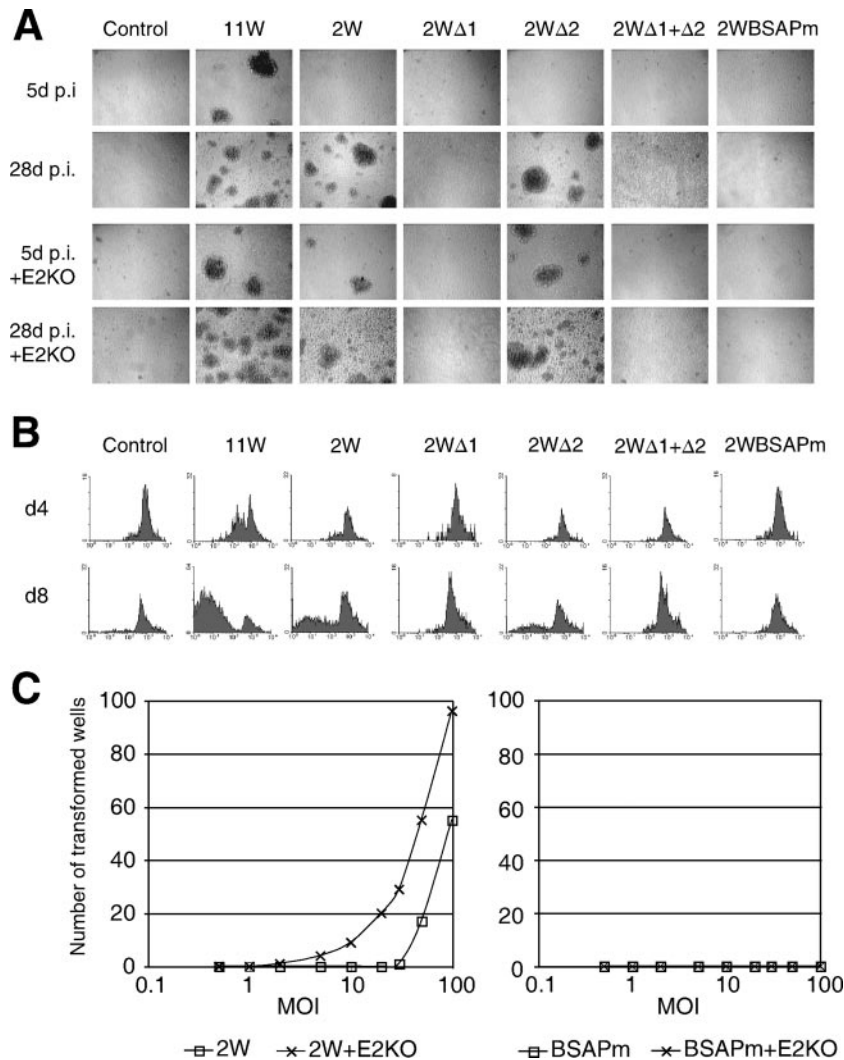 A
Control 11W 2W 2WΔ1 2WΔ2 2WΔ1+Δ2 2WBSAPm
5d p.i
28d p.i.
5d p.i.
+E2KO
28d p.i.
+E2KO
B
Control 11W 2W 2WΔ1 2WΔ2 2WΔ1+Δ2 2WBSAPm
d4
d8
C
Number of transformed wells
100 100
80 80
60 60
40 40
20 20
0 0
0.1 1 10 100 0.1 1 10 100
MOI MOI
2W 2W+E2KO BSAPm BSAPm+E2KO